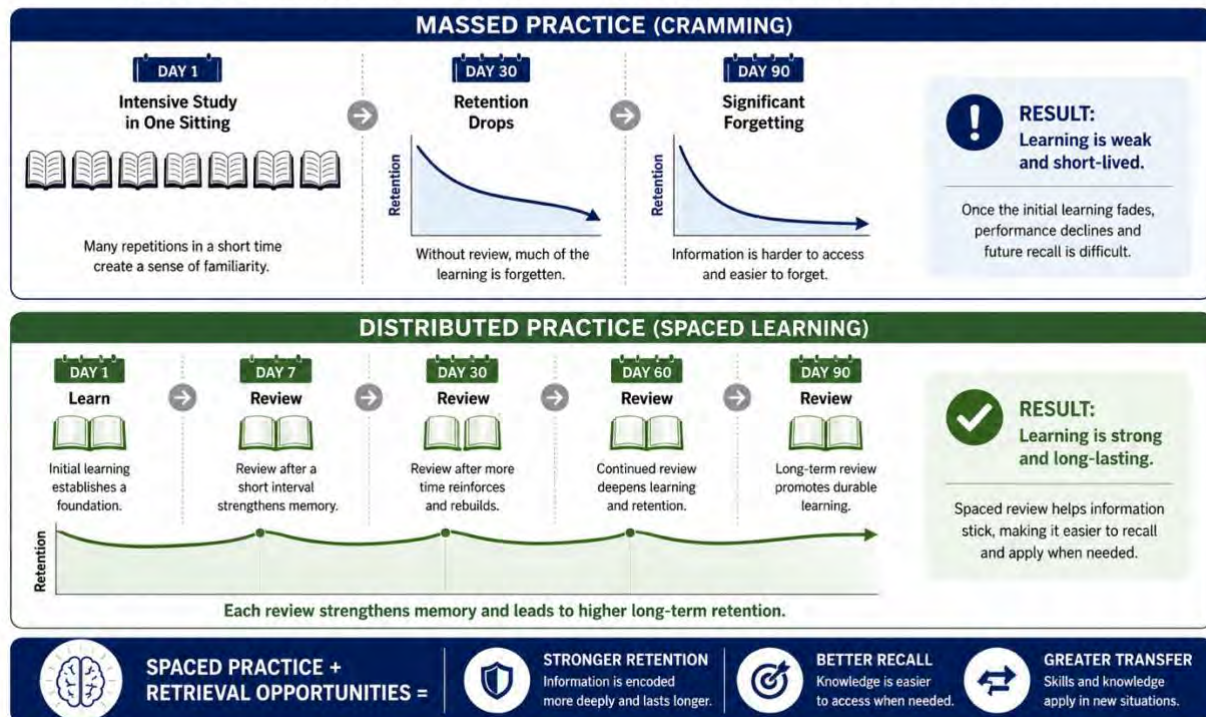 MASSED PRACTICE (CRAMMING)
DAY 1
Intensive Study
in One Sitting
Many repetitions in a short time
create a sense of familiarity.
DAY 30
Retention
Drops
Retention
Without review, much of the
learning is forgotten.
DAY 90
Significant
Forgetting
Retention
Information is harder to access
and easier to forget.
RESULT:
Learning is weak
and short-lived.
Once the initial learning fades,
performance declines and
future recall is difficult.
DISTRIBUTED PRACTICE (SPACED LEARNING)
DAY 1
Learn
Initial learning
establishes a
foundation.
DAY 7
Review
Review after a
short interval
strengthens memory.
DAY 30
Review
Review after more
time reinforces
and rebuilds.
DAY 60
Review
Continued review
deepens learning
and retention.
DAY 90
Review
Long-term review
promotes durable
learning.
Retention
Each review strengthens memory and leads to higher long-term retention.
RESULT:
Learning is strong
and long-lasting.
Spaced review helps information
stick, making it easier to recall
and apply when needed.
SPACED PRACTICE +
RETRIEVAL OPPORTUNITIES =
STRONGER RETENTION
Information is encoded
more deeply and lasts longer.
BETTER RECALL
Knowledge is easier
to access when needed.
GREATER TRANSFER
Skills and knowledge
apply in new situations.